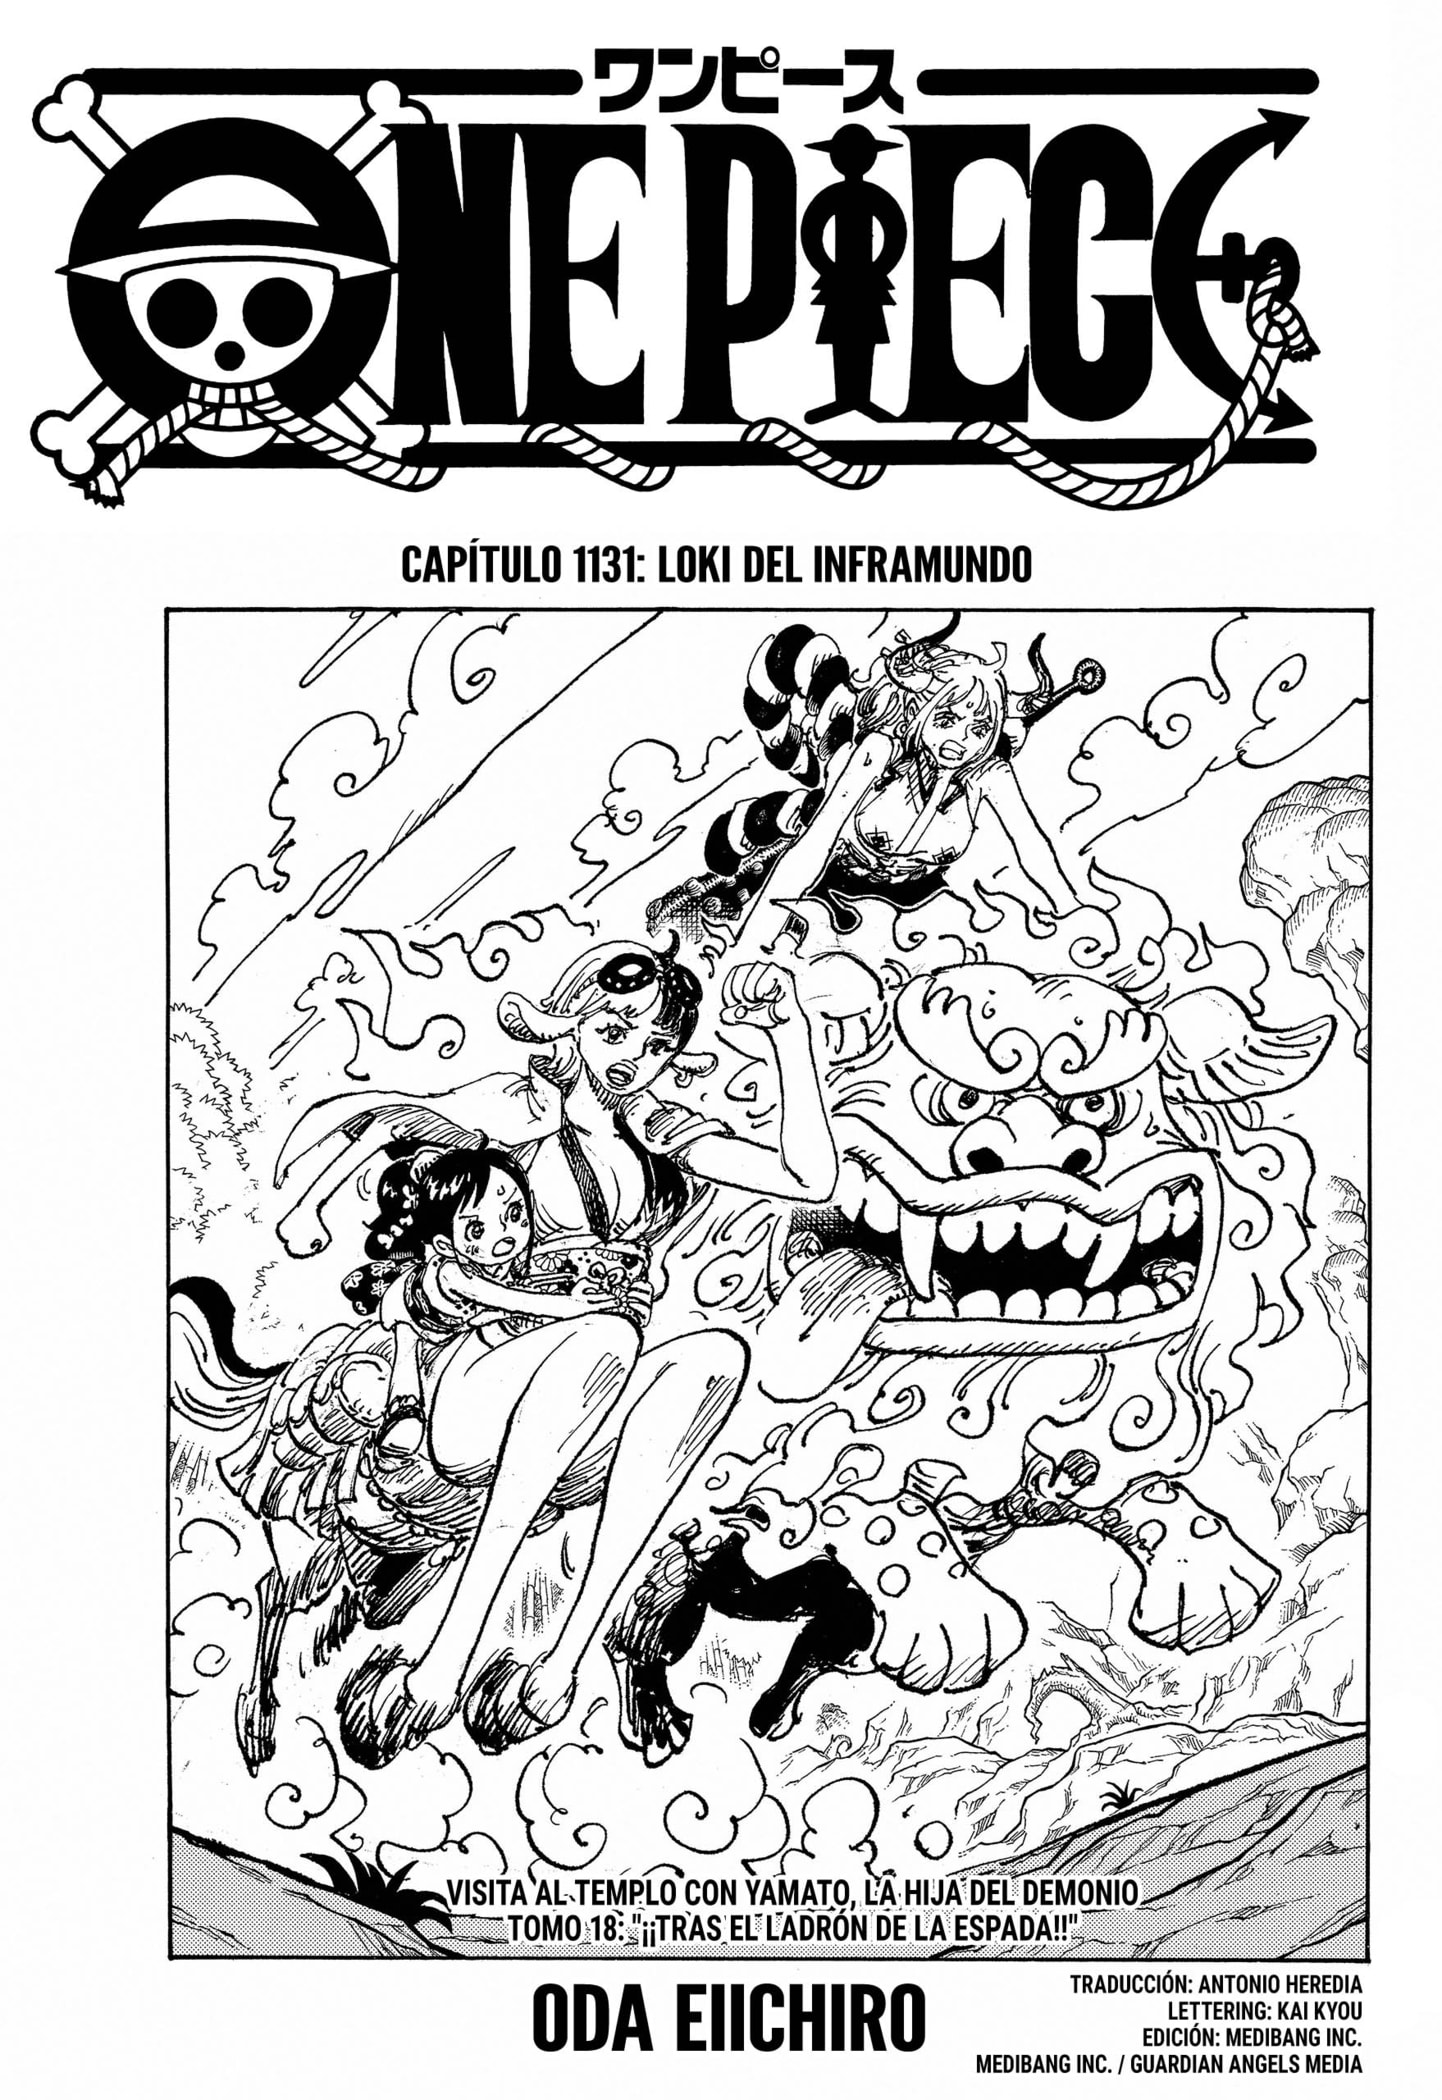 ワンピース
ONE PIECE
CAPÍTULO 1131: LOKI DEL INFRAMUNDO
VISITA AL TEMPLO CON YAMATO, LA HIJA DEL DEMONIO
TOMO 18: "¡¡TRAS EL LADRÓN DE LA ESPADA!!"
ODA EIICHIRO
TRADUCCIÓN: ANTONIO HEREDIA
LETTERING: KAI KYOU
EDICIÓN: MEDIBANG INC.
MEDIBANG INC. / GUARDIAN ANGELS MEDIA